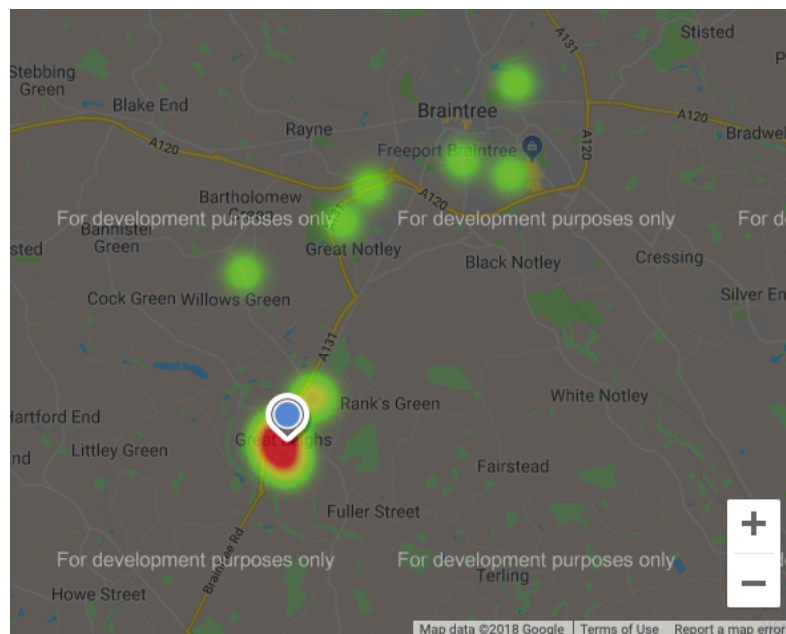 A131
Stisted
Stebbing
Green
Blake End
Braintree
A120
Rayne
Bradwel
A120
Freeport Braintree
A120
Bartholomew
Green
A120
For development purposes only
For development purposes only
For de
A131
Bannister
Green
sted
Great Notley
Black Notley
Cressing
Cock Green
Willows Green
Silver En
A131
White Notley
Rank's Green
Hartford End
Great Leighs
nd
Littley Green
Fairstead
Fuller Street
For development purposes only
For development purposes only
Braintree Rd
Terling
Howe Street
+
−
Map data ©2018 Google
Terms of Use
Report a map error